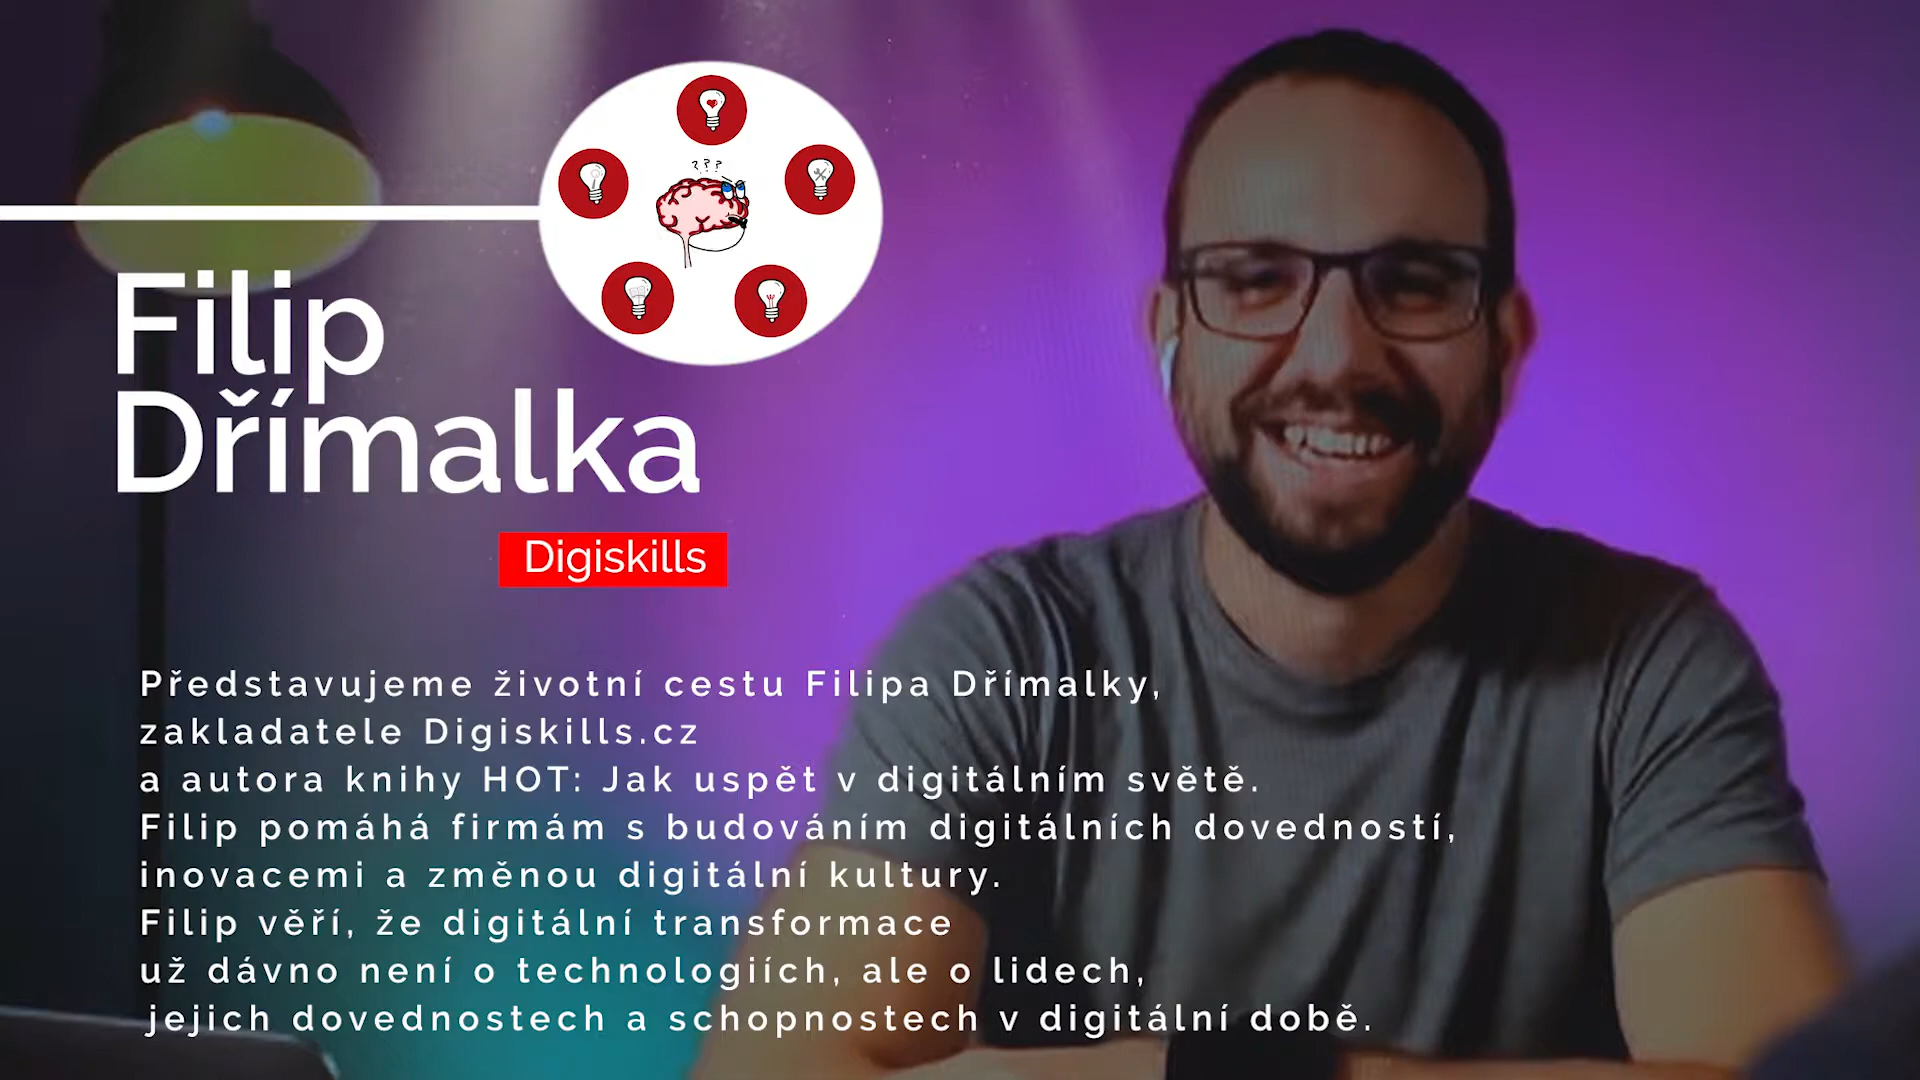 ???
Filip
Dřímalka
Digiskills
Představujeme životní cestu Filipa Dřímalky,
zakladatele Digiskills.cz
a autora knihy HOT: Jak uspět v digitálním světě.
Filip pomáhá firmám s budováním digitálních dovedností,
inovacemi a změnou digitální kultury.
Filip věří, že digitální transformace
už dávno není o technologiích, ale o lidech,
jejich dovednostech a schopnostech v digitální době.